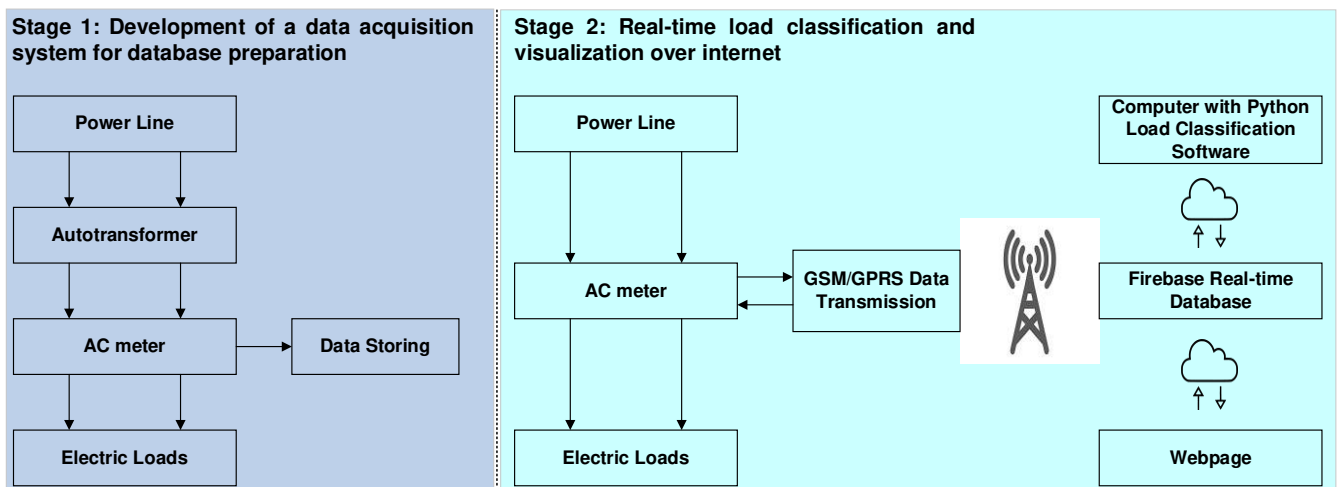 Stage 1: Development of a data acquisition
system for database preparation
Power Line
Autotransformer
AC meter
Data Storing
Electric Loads
Stage 2: Real-time load classification and
visualization over internet
Power Line
AC meter
Electric Loads
GSM/GPRS Data
Transmission
Computer with Python
Load Classification
Software
Firebase Real-time
Database
Webpage